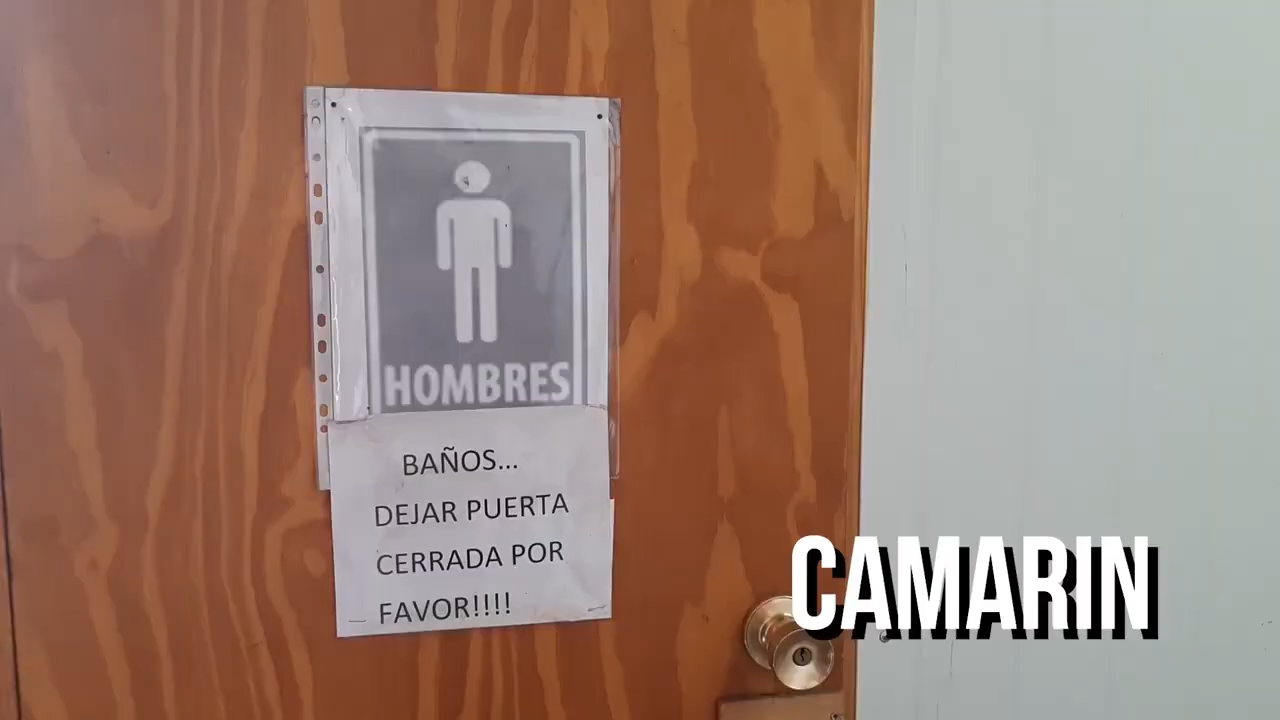 HOMBRES
BAÑOS...
DEJAR PUERTA
CERRADA POR
FAVOR!!!!
CAMARIN